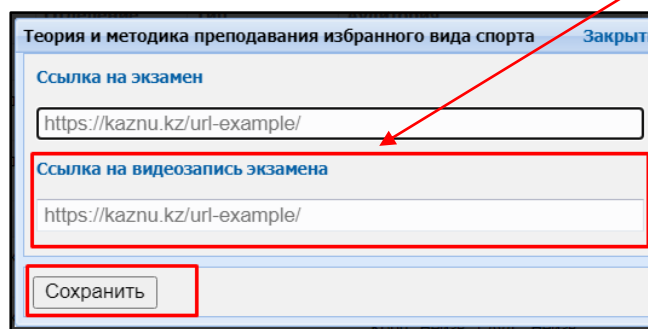 Теория и методика преподавания избранного вида спорта Закрыт
Ссылка на экзамен
https://kaznu.kz/url-example/
Ссылка на видеозапись экзамена
https://kaznu.kz/url-example/
Сохранить